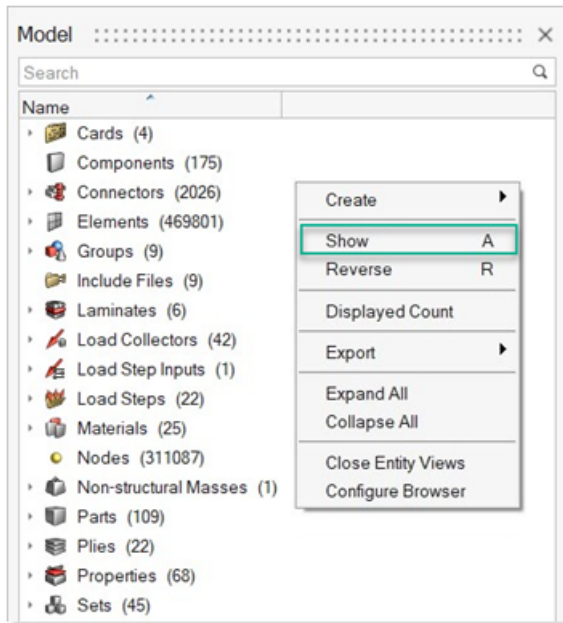 Model
Search
Name
Cards (4)
Components (175)
Connectors (2026)
Elements (469801)
Groups (9)
Include Files (9)
Laminates (6)
Load Collectors (42)
Load Step Inputs (1)
Load Steps (22)
Materials (25)
Nodes (311087)
Non-structural Masses (1)
Parts (109)
Plies (22)
Properties (68)
Sets (45)
Create
Show A
Reverse R
Displayed Count
Export
Expand All
Collapse All
Close Entity Views
Configure Browser